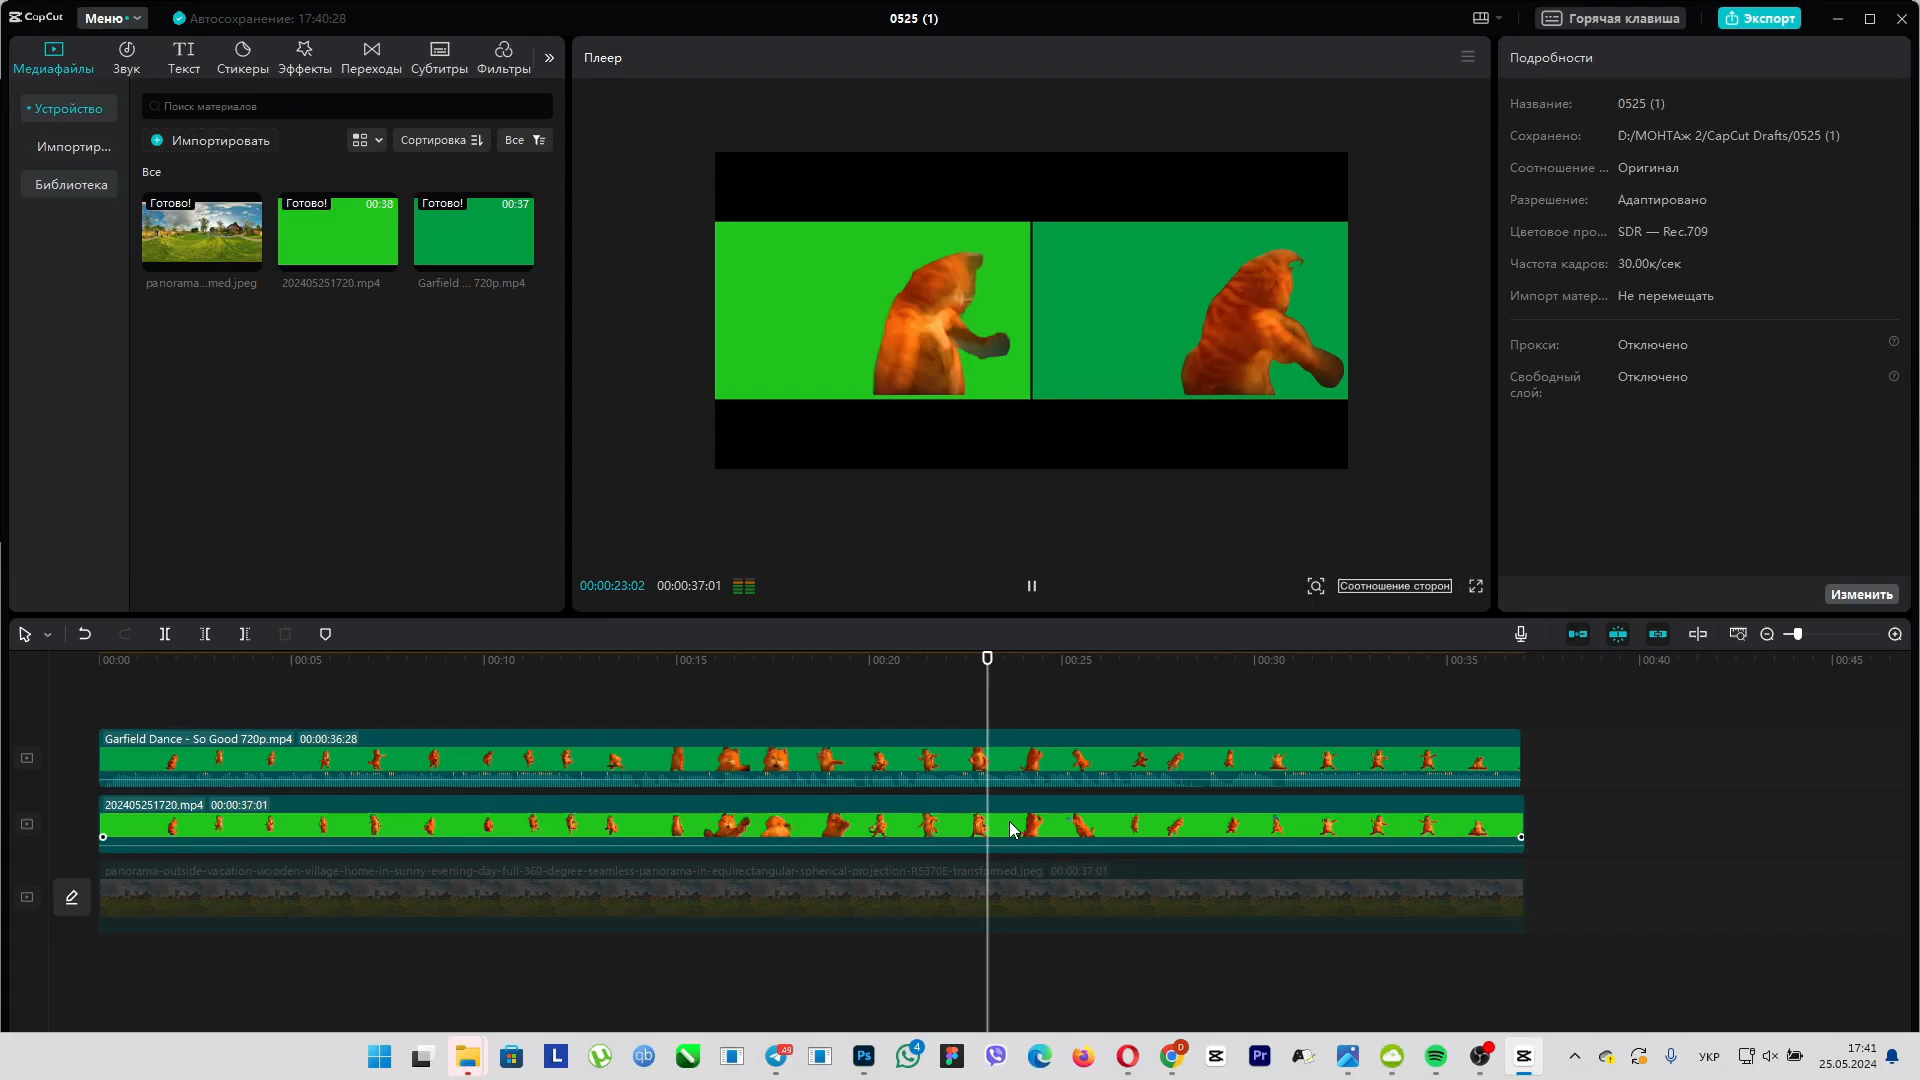 CapCut
Меню
Автосохранение: 17:40:28
0525 (1)
Горячая клавиша
Экспорт
Медиафайлы
Звук
Текст
Стикеры
Эффекты
Переходы
Субтитры
Фильтры
Устройство
Импортир...
Библиотека
Поиск материалов
Импортировать
Сортировка
Все
Все
Готово!
Готово!
00:38
Готово!
00:37
panorama...med.jpeg
202405251720.mp4
Garfield ... 720p.mp4
Плеер
00:00:23:02
00:00:37:01
Соотношение сторон
Подробности
Название:
0525 (1)
Сохранено:
D:/МОНТАж 2/CapCut Drafts/0525 (1)
Соотношение ...
Оригинал
Разрешение:
Адаптировано
Цветовое про...
SDR — Rec.709
Частота кадров:
30.00к/сек
Импорт матер...
Не перемещать
Прокси:
Отключено
Свободный слой:
Отключено
Изменить
00:00
00:05
00:10
00:15
00:20
00:25
00:30
00:35
00:40
00:45
Garfield Dance - So Good 720p.mp4 00:00:36:28
202405251720.mp4 00:00:37:01
panorama-outside-vacation-wooden-village-home-in-sunny-evening-day-full-360-degree-seamless-panorama-in-equirectangular-spherical-projection-R5370E-transformed.jpeg 00:00:37:01
L
qb
49
Ps
4
D
Pr
УКР
17:41
25.05.2024